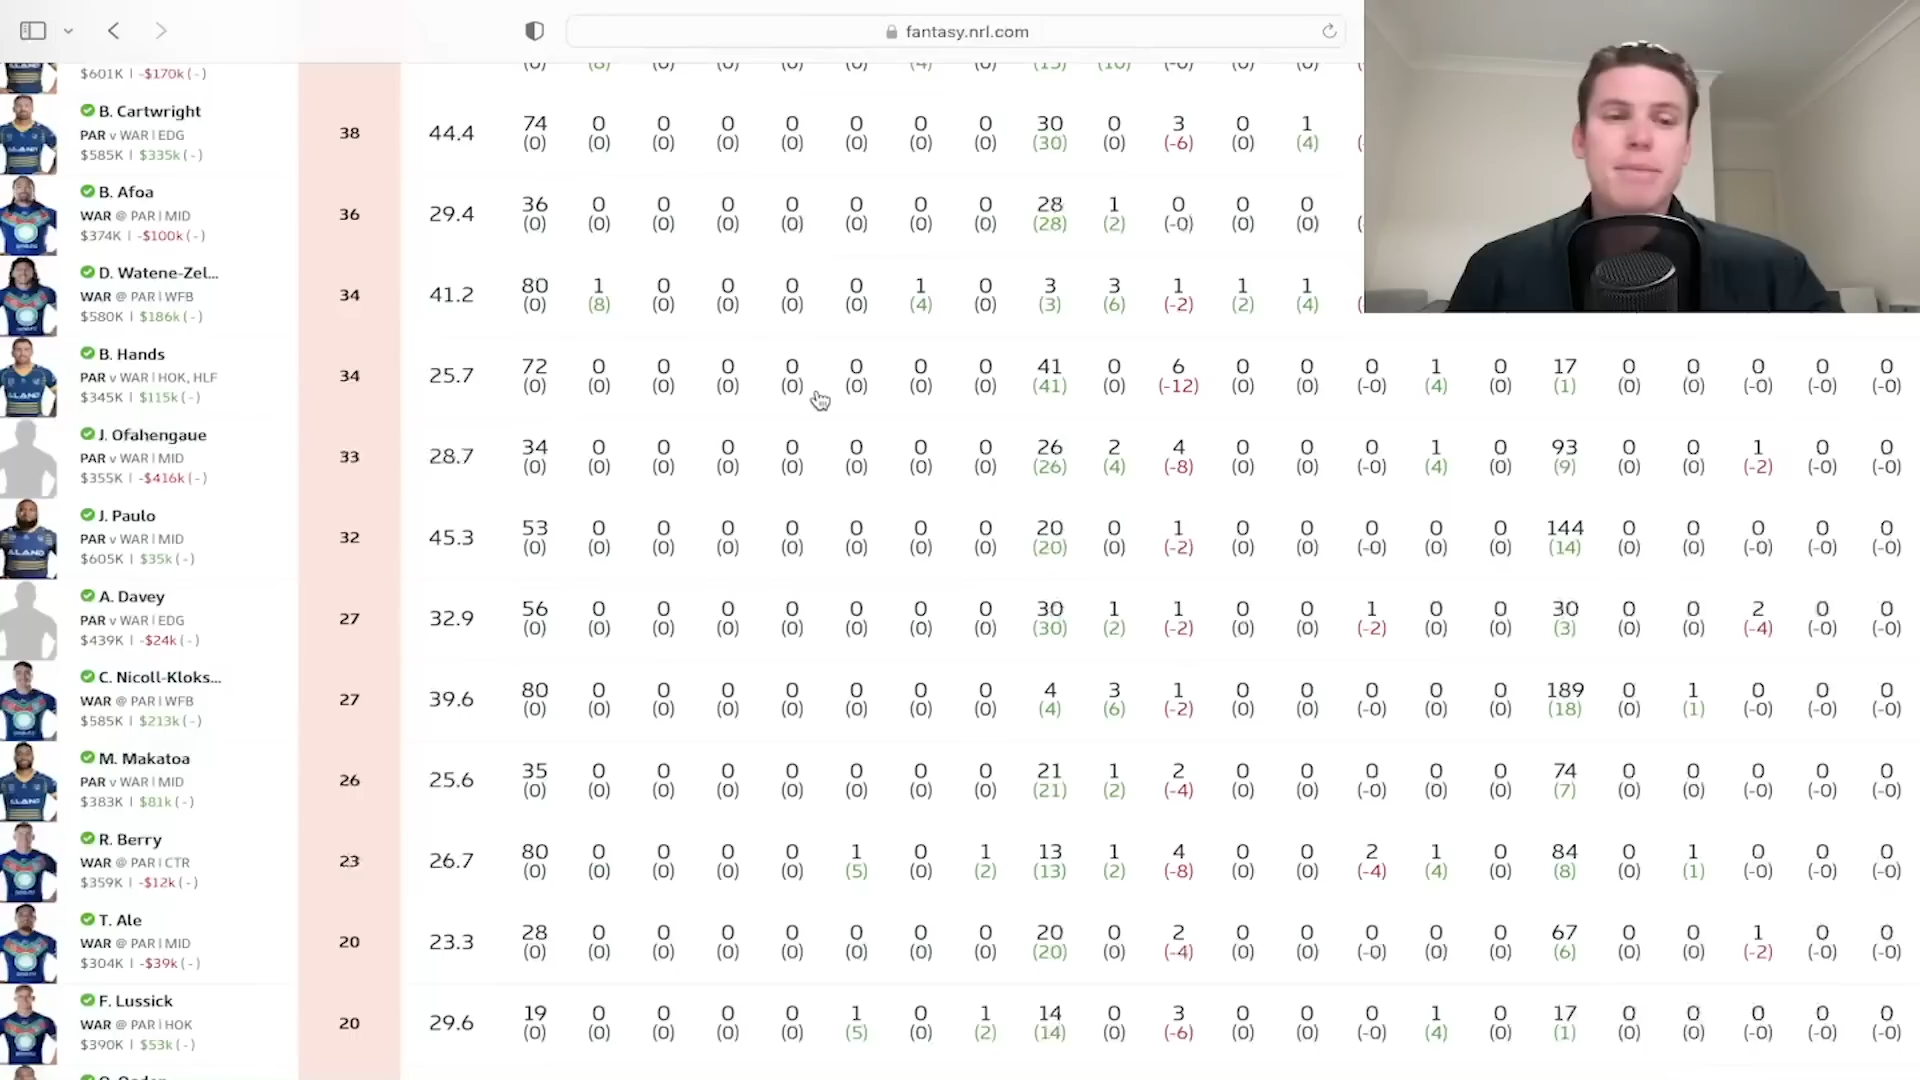 fantasy.nrl.com
$601K | -$170k ( - )
(0) (8) (0) (0) (0) (0) (4) (0) (15) (10) (-0) (0) (0)
B. Cartwright
PAR v WAR | EDG
$585K | $335k ( - )
38 44.4
74 0 0 0 0 0 0 0 30 0 3 0 1
(0) (0) (0) (0) (0) (0) (0) (0) (30) (0) (-6) (0) (4)
B. Afoa
WAR @ PAR | MID
$374K | -$100k ( - )
36 29.4
36 0 0 0 0 0 0 0 28 1 0 0 0
(0) (0) (0) (0) (0) (0) (0) (0) (28) (2) (-0) (0) (0)
D. Watene-Zel...
WAR @ PAR | WFB
$580K | $186k ( - )
34 41.2
80 1 0 0 0 0 1 0 3 3 1 1 1
(0) (8) (0) (0) (0) (0) (4) (0) (3) (6) (-2) (2) (4)
B. Hands
PAR v WAR | HOK, HLF
$345K | $115k ( - )
34 25.7
72 0 0 0 0 0 0 0 41 0 6 0 0 0 1 0 17 0 0 0 0 0
(0) (0) (0) (0) (0) (0) (0) (0) (41) (0) (-12) (0) (0) (-0) (4) (0) (1) (0) (0) (-0) (-0) (-0)
J. Ofahengaue
PAR v WAR | MID
$355K | -$416k ( - )
33 28.7
34 0 0 0 0 0 0 0 26 2 4 0 0 0 1 0 93 0 0 1 0 0
(0) (0) (0) (0) (0) (0) (0) (0) (26) (4) (-8) (0) (0) (-0) (4) (0) (9) (0) (0) (-2) (-0) (-0)
J. Paulo
PAR v WAR | MID
$605K | $35k ( - )
32 45.3
53 0 0 0 0 0 0 0 20 0 1 0 0 0 0 0 144 0 0 0 0 0
(0) (0) (0) (0) (0) (0) (0) (0) (20) (0) (-2) (0) (0) (-0) (0) (0) (14) (0) (0) (-0) (-0) (-0)
A. Davey
PAR v WAR | EDG
$439K | -$24k ( - )
27 32.9
56 0 0 0 0 0 0 0 30 1 1 0 0 1 0 0 30 0 0 2 0 0
(0) (0) (0) (0) (0) (0) (0) (0) (30) (2) (-2) (0) (0) (-2) (0) (0) (3) (0) (0) (-4) (-0) (-0)
C. Nicoll-Kloks...
WAR @ PAR | WFB
$585K | $213k ( - )
27 39.6
80 0 0 0 0 0 0 0 4 3 1 0 0 0 0 0 189 0 1 0 0 0
(0) (0) (0) (0) (0) (0) (0) (0) (4) (6) (-2) (0) (0) (-0) (0) (0) (18) (0) (1) (-0) (-0) (-0)
M. Makatoa
PAR v WAR | MID
$383K | $81k ( - )
26 25.6
35 0 0 0 0 0 0 0 21 1 2 0 0 0 0 0 74 0 0 0 0 0
(0) (0) (0) (0) (0) (0) (0) (0) (21) (2) (-4) (0) (0) (-0) (0) (0) (7) (0) (0) (-0) (-0) (-0)
R. Berry
WAR @ PAR | CTR
$359K | -$12k ( - )
23 26.7
80 0 0 0 0 1 0 1 13 1 4 0 0 2 1 0 84 0 1 0 0 0
(0) (0) (0) (0) (0) (5) (0) (2) (13) (2) (-8) (0) (0) (-4) (4) (0) (8) (0) (1) (-0) (-0) (-0)
T. Ale
WAR @ PAR | MID
$304K | -$39k ( - )
20 23.3
28 0 0 0 0 0 0 0 20 0 2 0 0 0 0 0 67 0 0 1 0 0
(0) (0) (0) (0) (0) (0) (0) (0) (20) (0) (-4) (0) (0) (-0) (0) (0) (6) (0) (0) (-2) (-0) (-0)
F. Lussick
WAR @ PAR | HOK
$390K | $53k ( - )
20 29.6
19 0 0 0 0 1 0 1 14 0 3 0 0 0 1 0 17 0 0 0 0 0
(0) (0) (0) (0) (0) (5) (0) (2) (14) (0) (-6) (0) (0) (-0) (4) (0) (1) (0) (0) (-0) (-0) (-0)